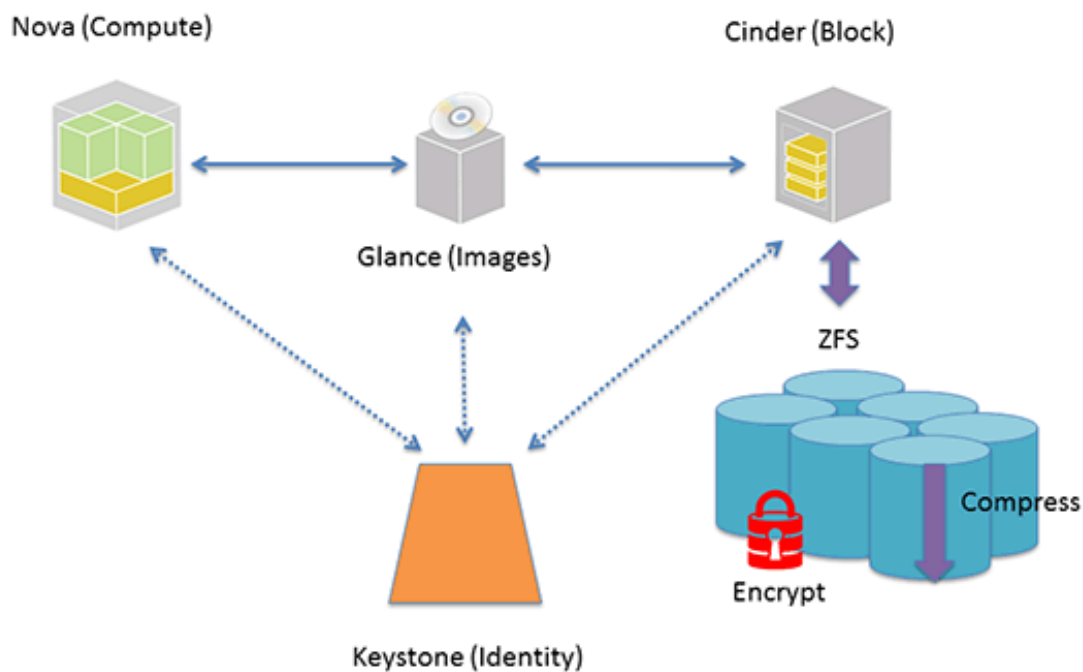 Nova (Compute)
Cinder (Block)
Glance (Images)
ZFS
Compress
Encrypt
Keystone (Identity)